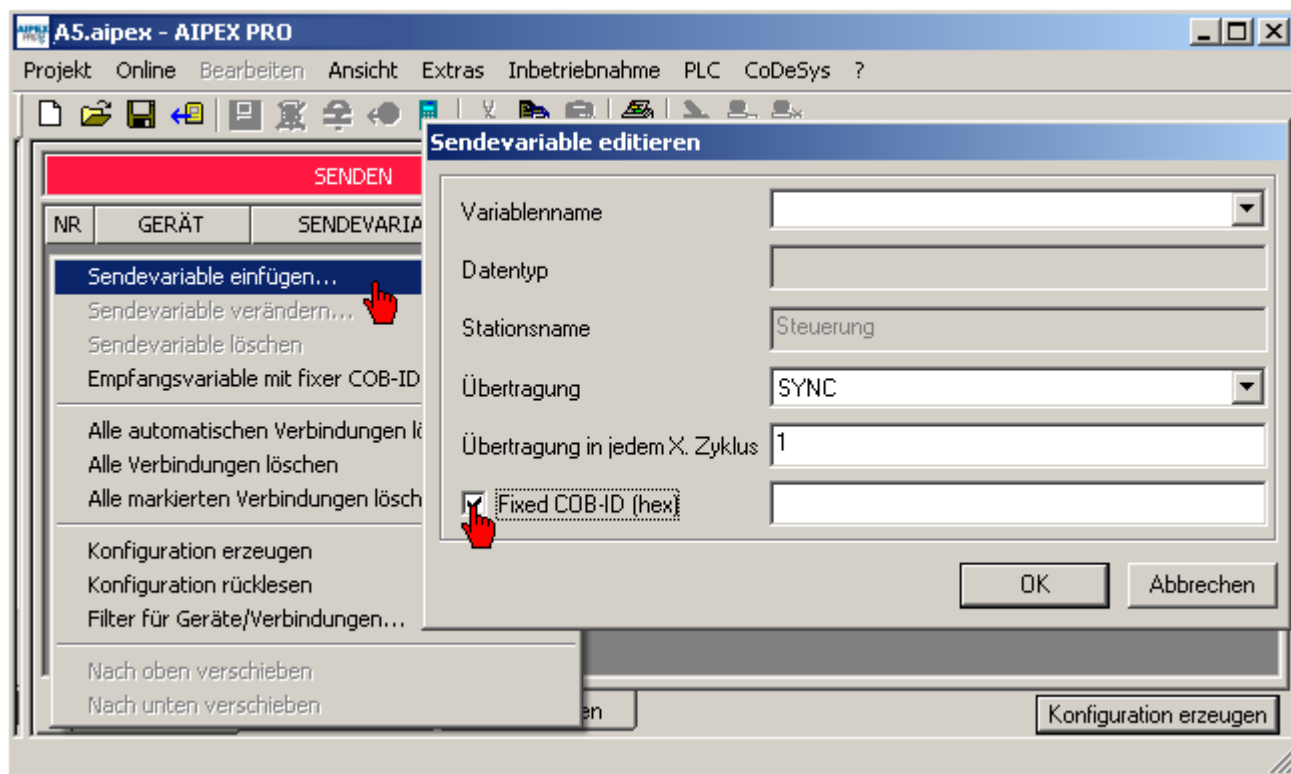 A5.aipex - AIPEX PRO
Projekt Online Bearbeiten Ansicht Extras Inbetriebnahme PLC CoDeSys ?
SENDEN
NR GERÄT SENDEVARIA
Sendevariable einfügen...
Sendevariable verändern...
Sendevariable löschen
Empfangsvariable mit fixer COB-ID
Alle automatischen Verbindungen lö
Alle Verbindungen löschen
Alle markierten Verbindungen lösch
Konfiguration erzeugen
Konfiguration rücklesen
Filter für Geräte/Verbindungen...
Nach oben verschieben
Nach unten verschieben
Sendevariable editieren
Variablenname
Datentyp
Stationsname Steuerung
Übertragung SYNC
Übertragung in jedem X. Zyklus 1
Fixed COB-ID (hex)
OK Abbrechen
en
Konfiguration erzeugen